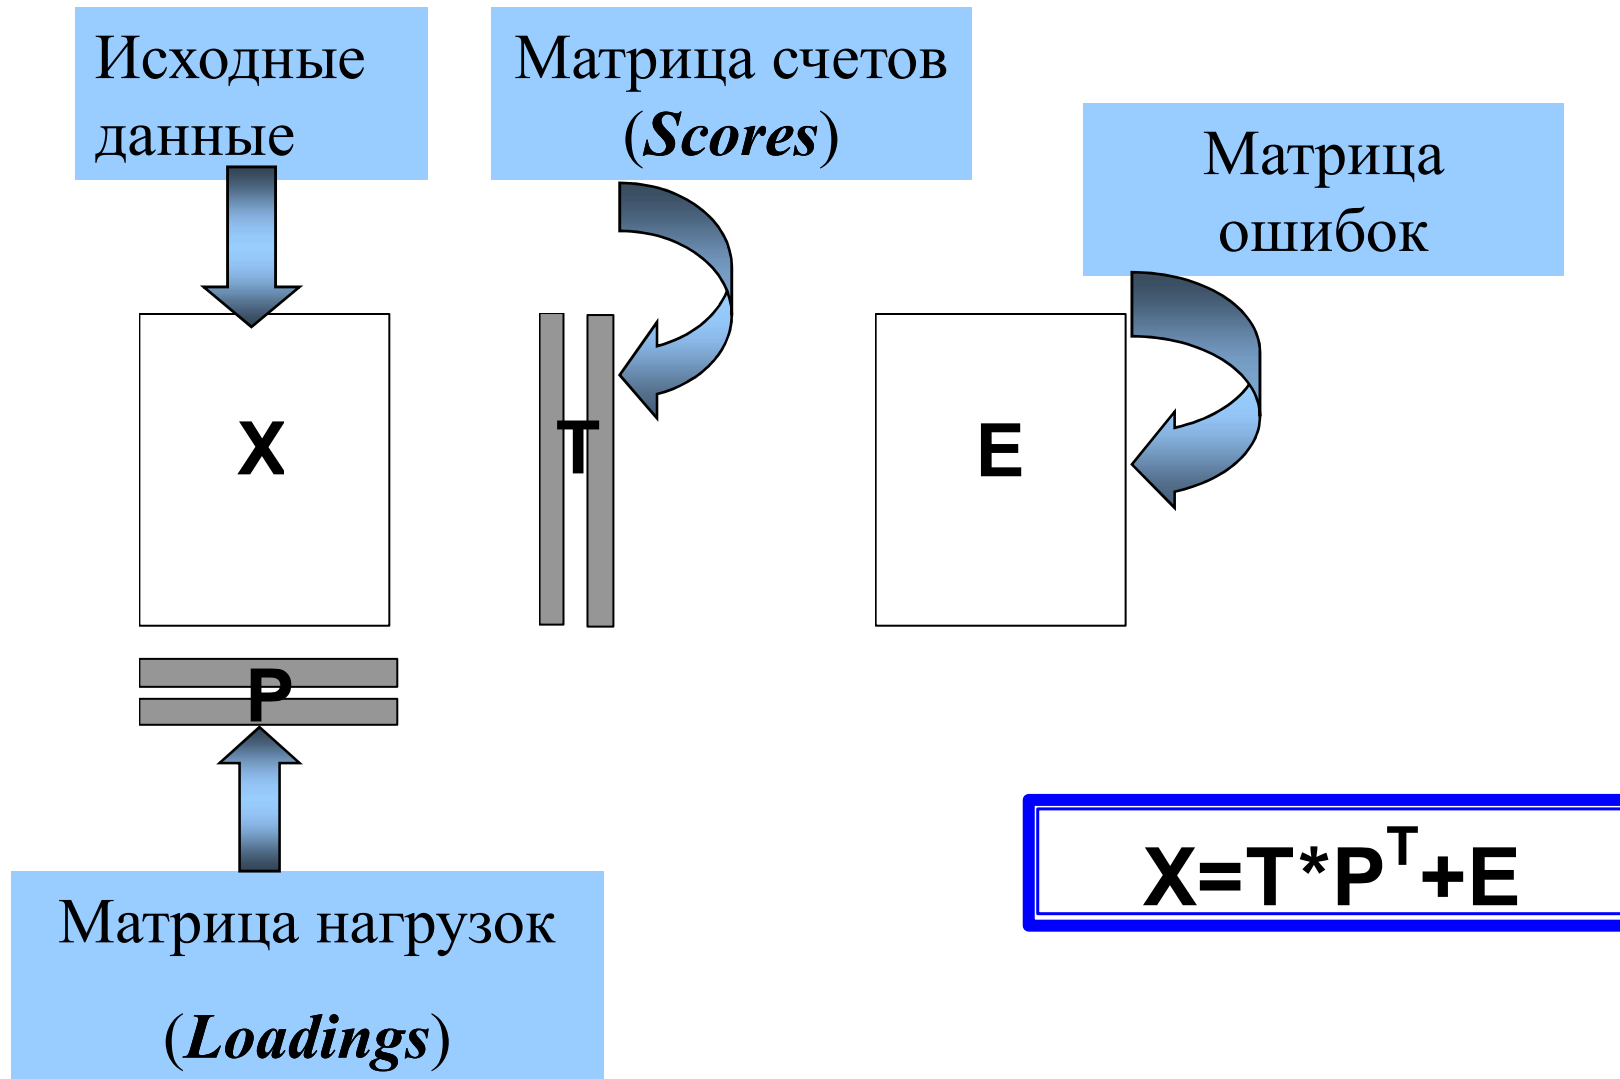 Исходные
данные
Матрица счетов
(Scores)
Матрица
ошибок
X
T
E
P
Матрица нагрузок
(Loadings)
X=T*P^T+E